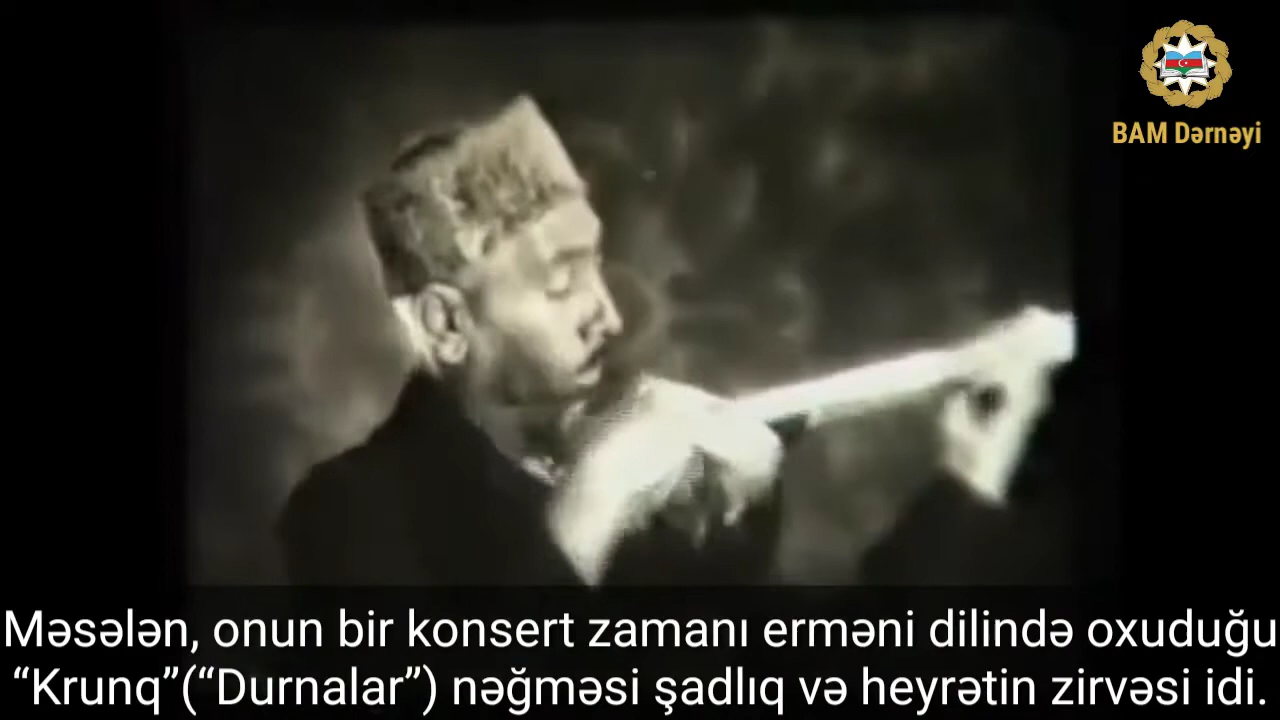 BAM Dərnəyi
Məsələn, onun bir konsert zamanı erməni dilində oxuduğu
“Krunq”(“Durnalar”) nəğməsi şadlıq və heyrətin zirvəsi idi.